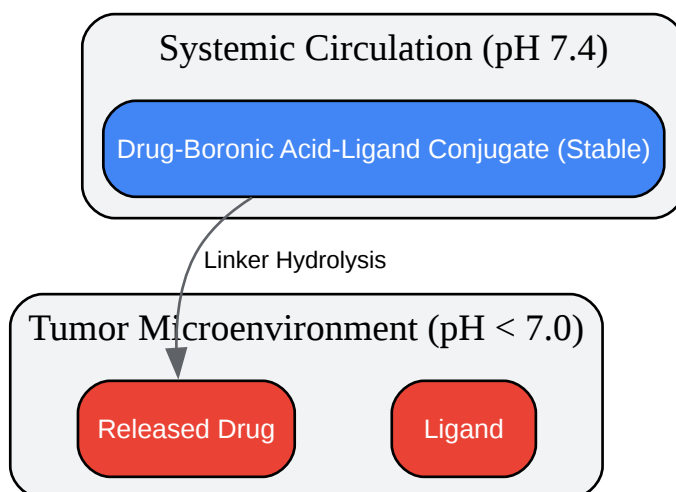 Systemic Circulation (pH 7.4)
Drug-Boronic Acid-Ligand Conjugate (Stable)
Linker Hydrolysis
Tumor Microenvironment (pH < 7.0)
Released Drug
Ligand